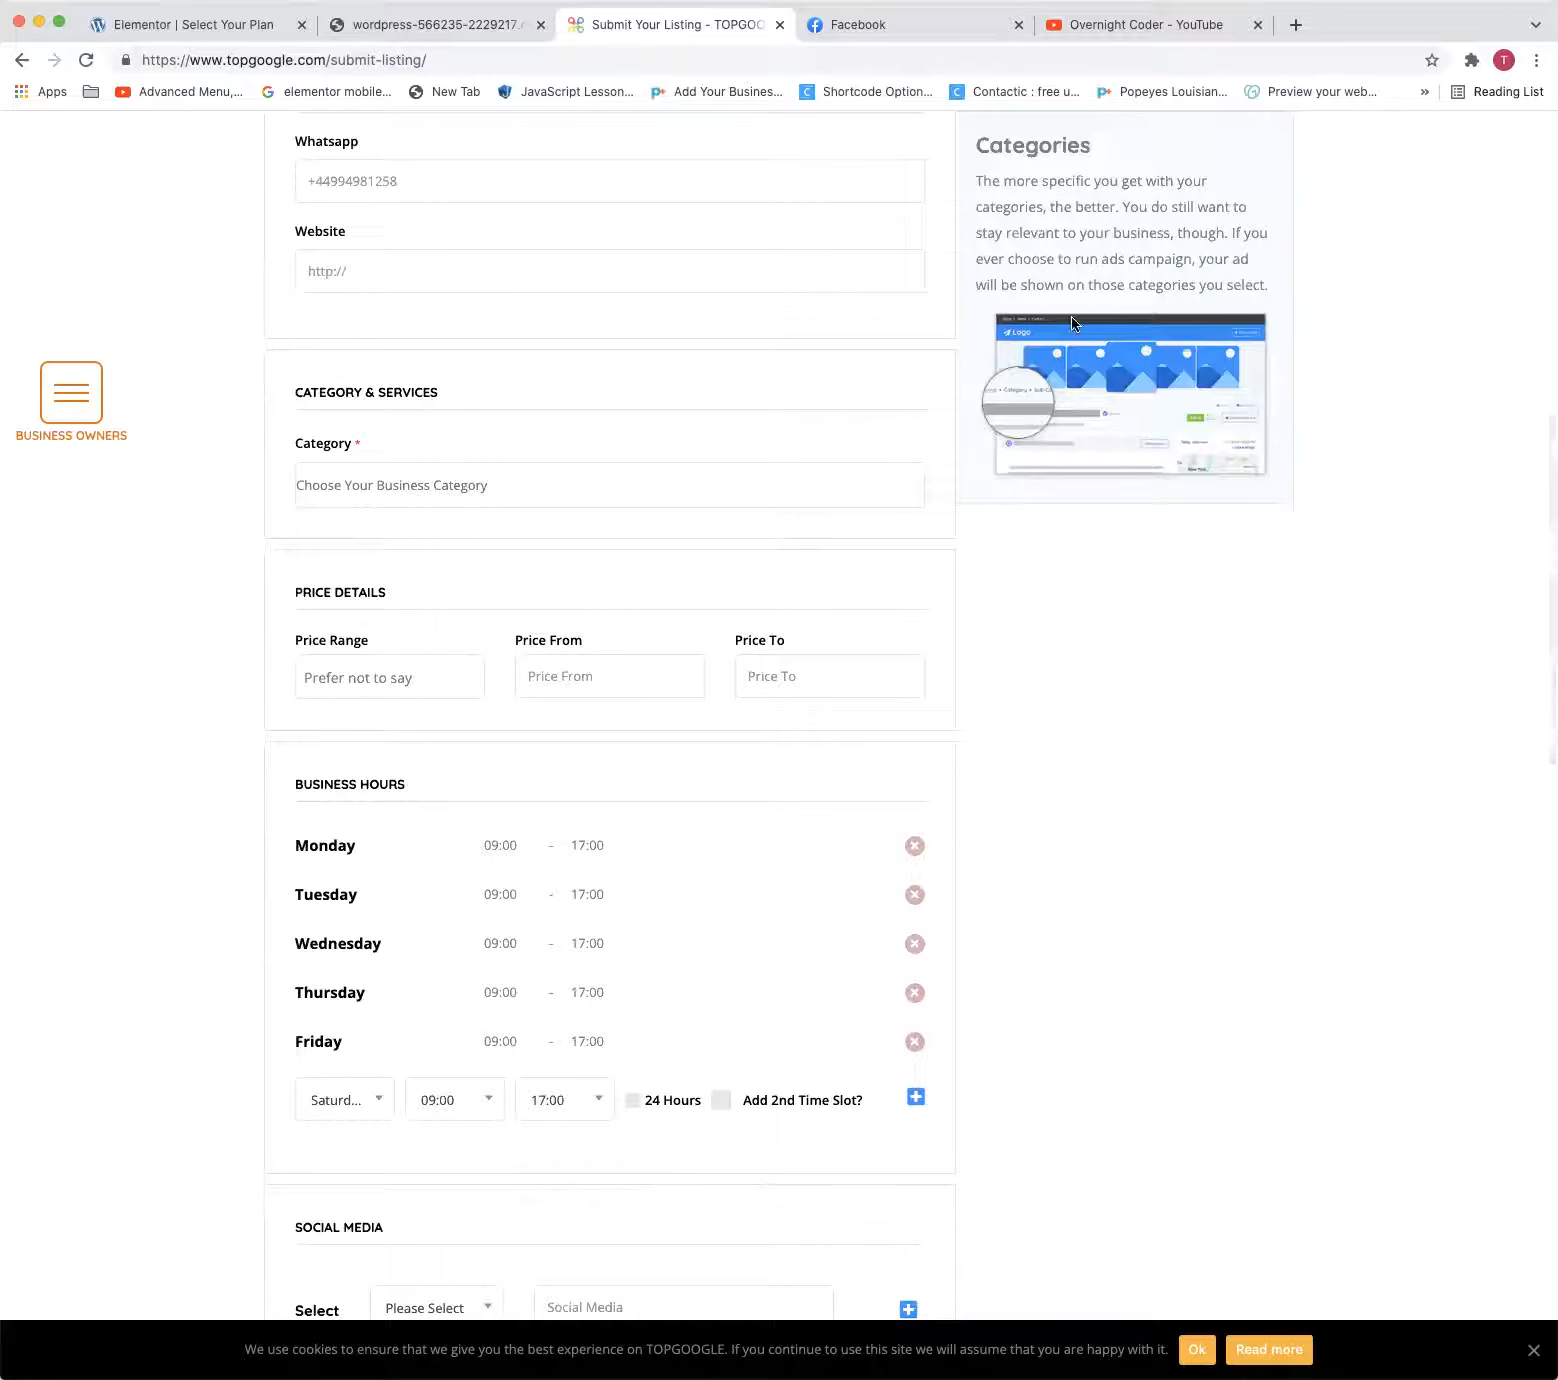 Elementor | Select Your Plan
wordpress-566235-2229217.
Submit Your Listing - TOPGOO
Facebook
Overnight Coder - YouTube
https://www.topgoogle.com/submit-listing/
T
Apps
Advanced Menu,...
elementor mobile...
New Tab
JavaScript Lesson...
Add Your Busines...
Shortcode Option...
Contactic : free u...
Popeyes Louisian...
Preview your web...
»
Reading List
Whatsapp
+44994981258
Website
http://
Categories
The more specific you get with your
categories, the better. You do still want to
stay relevant to your business, though. If you
ever choose to run ads campaign, your ad
will be shown on those categories you select.
Logo
Category
BUSINESS OWNERS
CATEGORY & SERVICES
Category *
Choose Your Business Category
PRICE DETAILS
Price Range
Price From
Price To
Prefer not to say
Price From
Price To
BUSINESS HOURS
Monday 09:00 - 17:00
Tuesday 09:00 - 17:00
Wednesday 09:00 - 17:00
Thursday 09:00 - 17:00
Friday 09:00 - 17:00
Saturd... 09:00 17:00 24 Hours Add 2nd Time Slot?
SOCIAL MEDIA
Select Please Select Social Media
We use cookies to ensure that we give you the best experience on TOPGOOGLE. If you continue to use this site we will assume that you are happy with it. Ok Read more